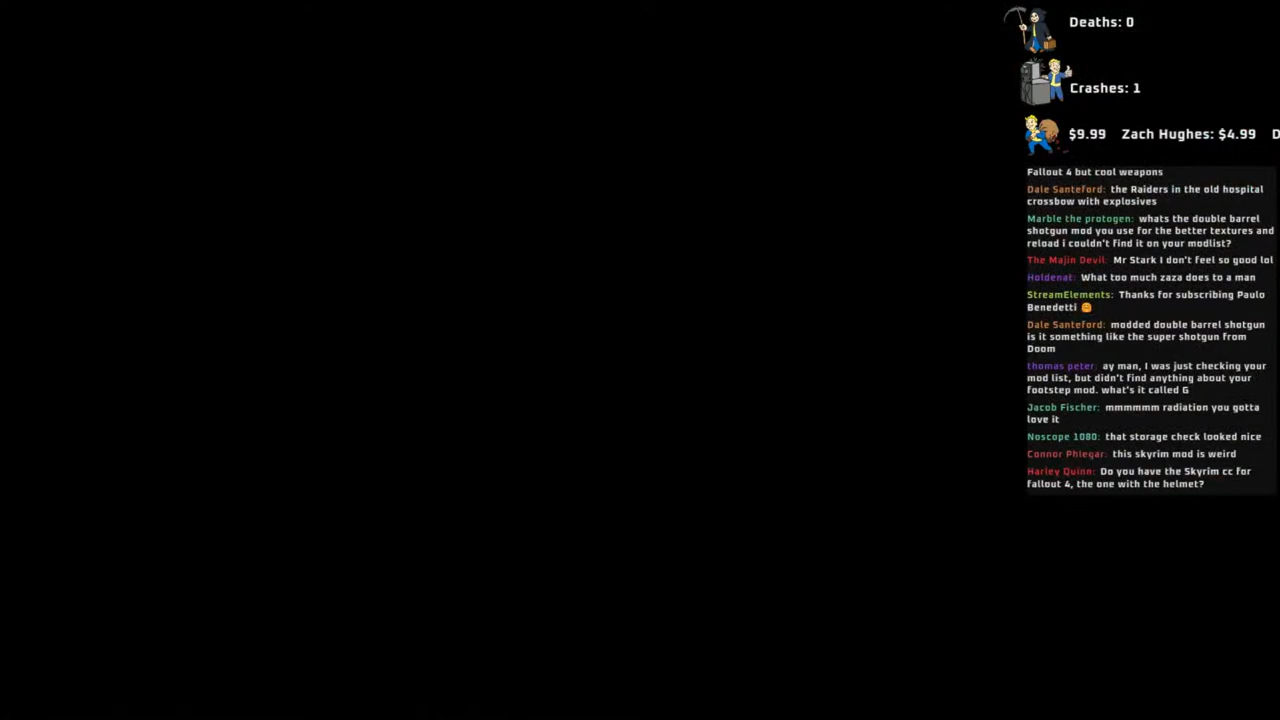 Deaths: 0
Crashes: 1
$9.99 Zach Hughes: $4.99 D
Fallout 4 but cool weapons
Dale Santeford: the Raiders in the old hospital
crossbow with explosives
Marble the protogen: whats the double barrel
shotgun mod you use for the better textures and
reload i couldn't find it on your modlist?
The Majin Devil: Mr Stark I don't feel so good lol
Holdenat: What too much zaza does to a man
StreamElements: Thanks for subscribing Paulo
Benedetti 🤗
Dale Santeford: modded double barrel shotgun
is it something like the super shotgun from
Doom
thomas peter: ay man, I was just checking your
mod list, but didn't find anything about your
footstep mod. what's it called G
Jacob Fischer: mmmmmm radiation you gotta
love it
Noscope 1080: that storage check looked nice
Connor Phlegar: this skyrim mod is weird
Harley Quinn: Do you have the Skyrim cc for
fallout 4, the one with the helmet?